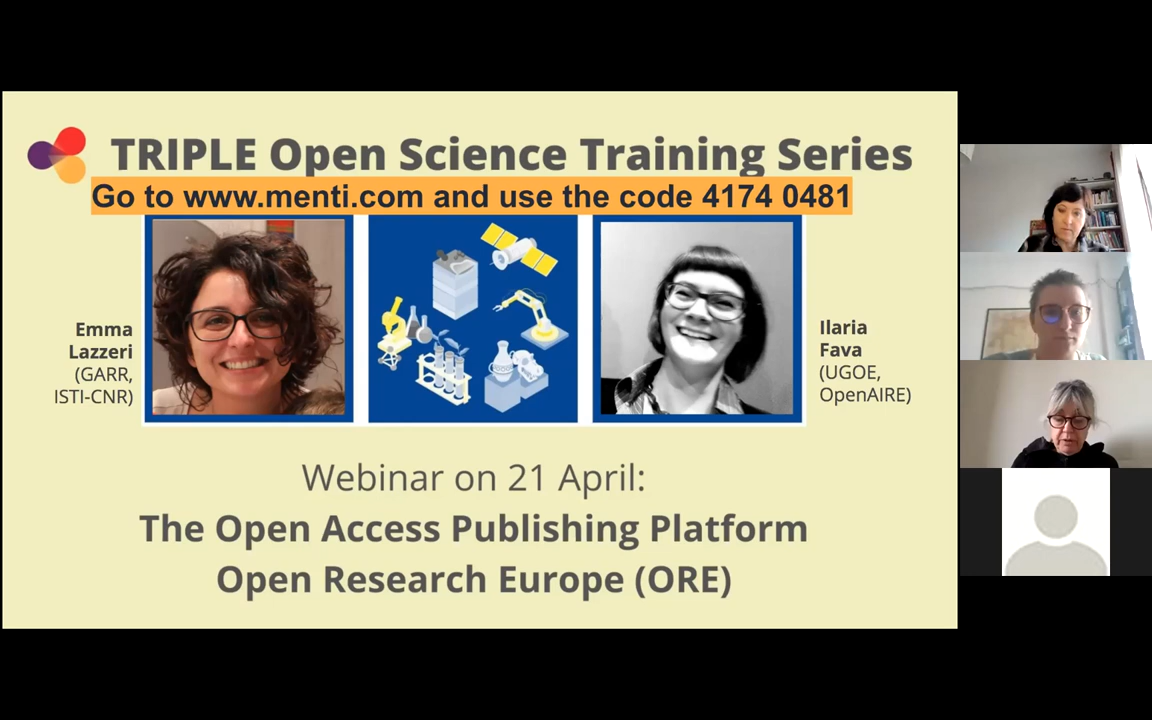 TRIPLE Open Science Training Series
Go to www.menti.com and use the code 4174 0481
Emma
Lazzeri
(GARR,
ISTI-CNR)
Ilaria
Fava
(UGOE,
OpenAIRE)
Webinar on 21 April:
The Open Access Publishing Platform
Open Research Europe (ORE)